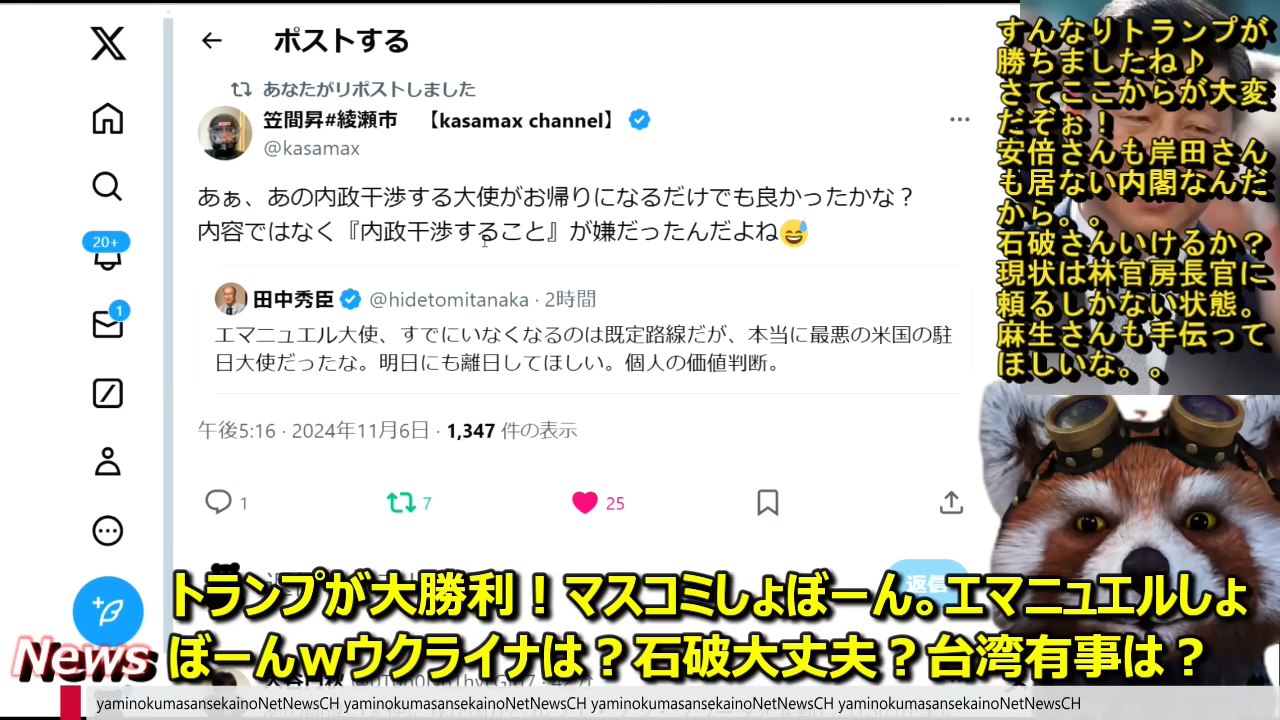 ポストする
あなたがリポストしました
笠間昇#綾瀬市 【kasamax channel】
@kasamax
あぁ、あの内政干渉する大使がお帰りになるだけでも良かったかな？
内容ではなく『内政干渉すること』が嫌だったんだよね😅
田中秀臣 @hidetomitanaka · 2時間
エマニュエル大使、すでにいなくなるのは既定路線だが、本当に最悪の米国の駐
日大使だったな。明日にも離日してほしい。個人の価値判断。
午後5:16 · 2024年11月6日 · 1,347 件の表示
1
7
25
20+
1
返信
すんなりトランプが
勝ちましたね♪
さてここからが大変
だぞぉ！
安倍さんも岸田さん
も居ない内閣なんだ
から。。
石破さんいけるか？
現状は林官房長官に
頼るしかない状態。
麻生さんも手伝って
ほしいな。。
トランプが大勝利！マスコミしょぼーん。エマニュエルしょ
ぼーんwウクライナは？石破大丈夫？台湾有事は？
News
yaminokumasansekainoNetNewsCH yaminokumasansekainoNetNewsCH yaminokumasansekainoNetNewsCH yaminokumasansekainoNetNewsCH